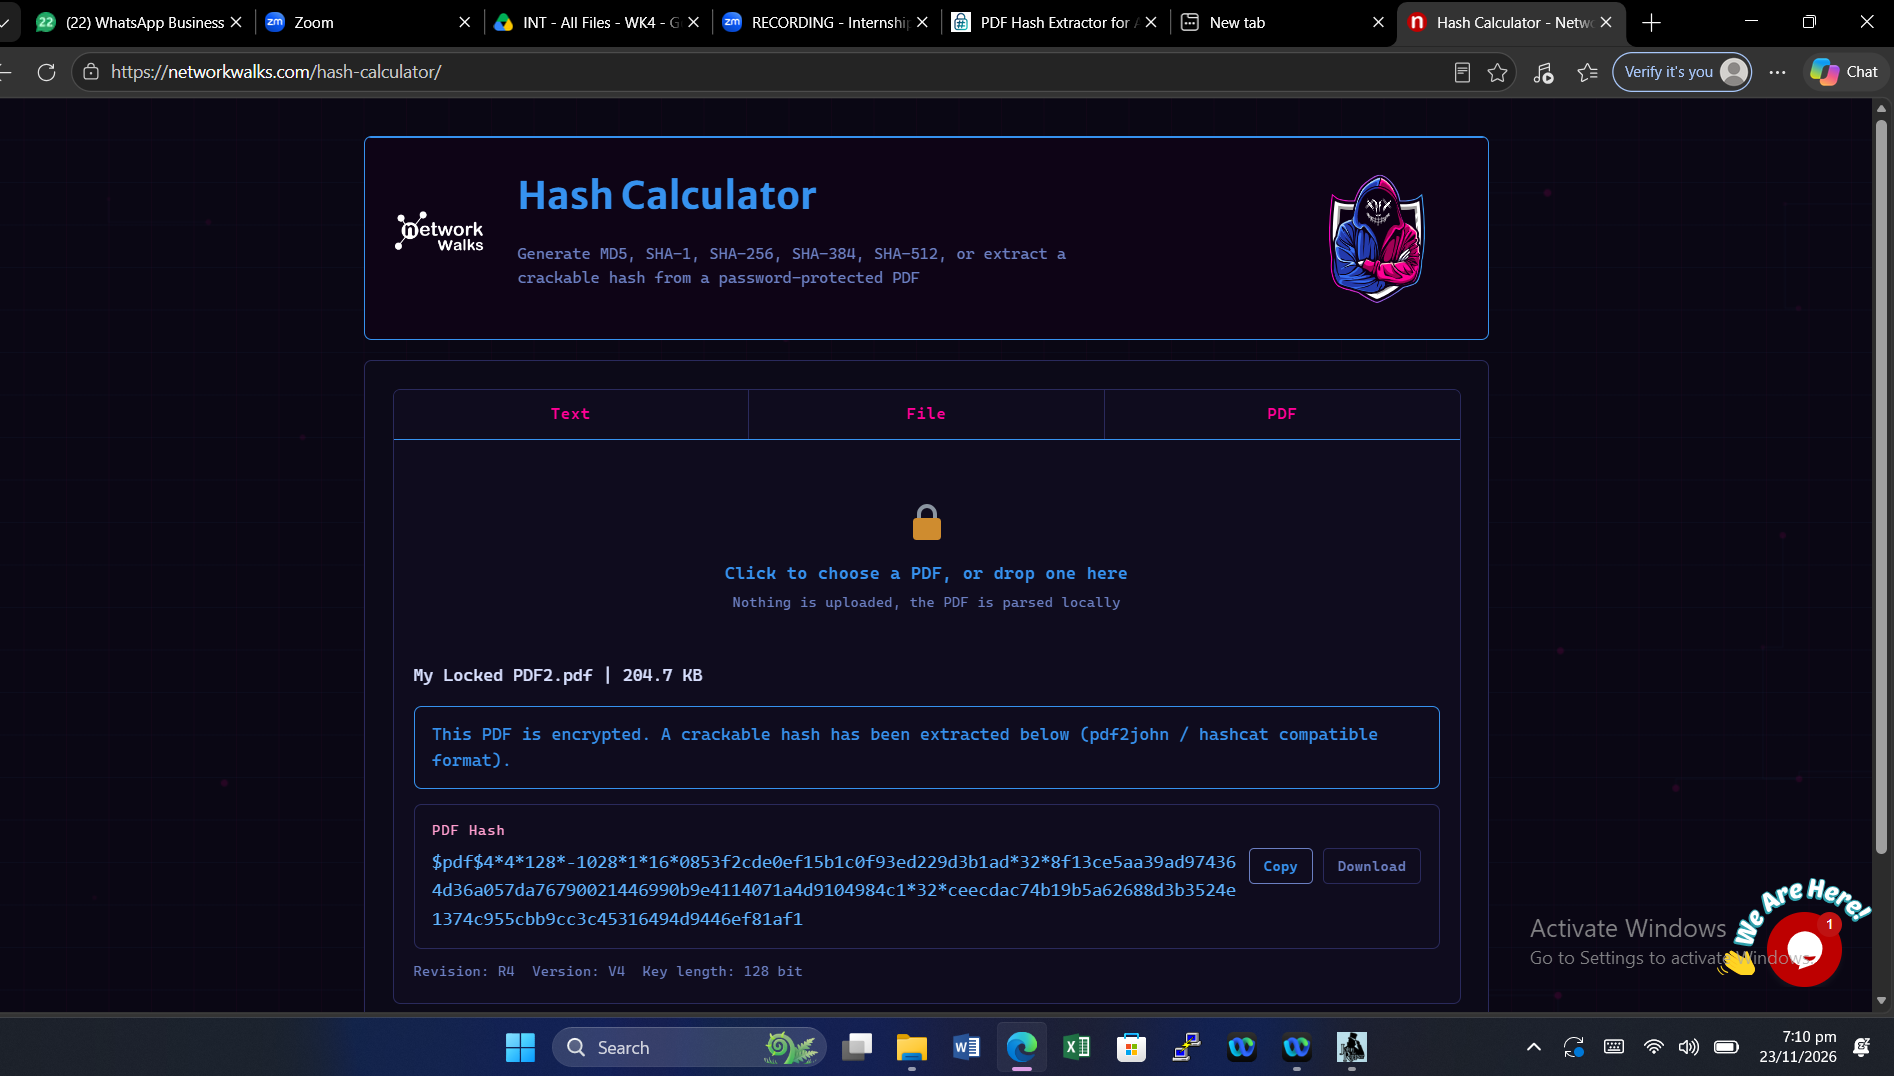 22 (22) WhatsApp Business
zm Zoom
INT - All Files - WK4 - G
zm RECORDING - Internship
PDF Hash Extractor for
New tab
n Hash Calculator - Netw
https://networkwalks.com/hash-calculator/
Verify it's you
Chat
network
Walks
Hash Calculator
Generate MD5, SHA-1, SHA-256, SHA-384, SHA-512, or extract a
crackable hash from a password-protected PDF
Text
File
PDF
Click to choose a PDF, or drop one here
Nothing is uploaded, the PDF is parsed locally
My Locked PDF2.pdf | 204.7 KB
This PDF is encrypted. A crackable hash has been extracted below (pdf2john / hashcat compatible
format).
PDF Hash
$pdf$4*4*128*-1028*1*16*0853f2cde0ef15b1c0f93ed229d3b1ad*32*8f13ce5aa39ad97436
4d36a057da76790021446990b9e4114071a4d9104984c1*32*ceecdac74b19b5a62688d3b3524e
1374c955cbb9cc3c45316494d9446ef81af1
Copy
Download
Revision: R4 Version: V4 Key length: 128 bit
We Are Here!
1
Activate Windows
Go to Settings to activate Windows.
Search
7:10 pm
23/11/2026